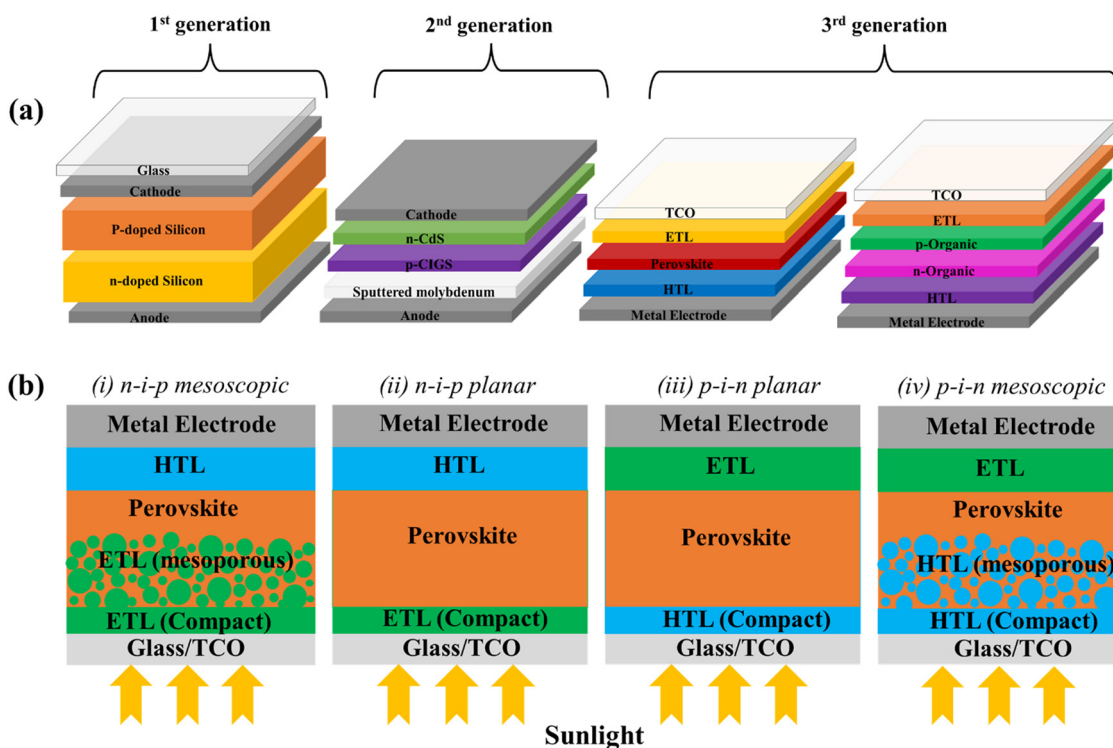 1st generation
2nd generation
3rd generation
(a)
Glass
Cathode
P-doped Silicon
n-doped Silicon
Anode
Cathode
n-CdS
p-CIGS
Sputtered molybdenum
Anode
TCO
ETL
Perovskite
HTL
Metal Electrode
TCO
ETL
p-Organic
n-Organic
HTL
Metal Electrode
(b)
(i) n-i-p mesoscopic
Metal Electrode
HTL
Perovskite
ETL (mesoporous)
ETL (Compact)
Glass/TCO
(ii) n-i-p planar
Metal Electrode
HTL
Perovskite
ETL (Compact)
Glass/TCO
(iii) p-i-n planar
Metal Electrode
ETL
Perovskite
HTL (Compact)
Glass/TCO
(iv) p-i-n mesoscopic
Metal Electrode
ETL
Perovskite
HTL (mesoporous)
HTL (Compact)
Glass/TCO
Sunlight